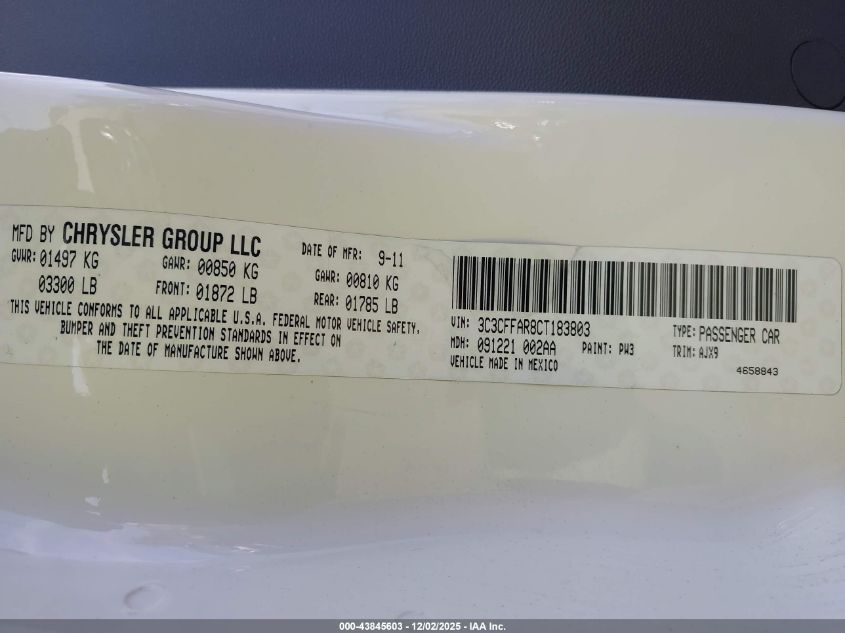 MFD BY CHRYSLER GROUP LLC
DATE OF MFR: 9-11
GVWR: 01497 KG
GAWR: 00850 KG
GAWR: 00810 KG
03300 LB
FRONT: 01872 LB
REAR: 01785 LB
THIS VEHICLE CONFORMS TO ALL APPLICABLE U.S.A. FEDERAL MOTOR VEHICLE SAFETY,
BUMPER AND THEFT PREVENTION STANDARDS IN EFFECT ON
THE DATE OF MANUFACTURE SHOWN ABOVE.
VIN: 3C3CFFAR8CT183803
TYPE: PASSENGER CAR
MDH: 091221 002AA
PAINT: PW3
TRIM: AJX9
VEHICLE MADE IN MEXICO
4658843
000-43845603 - 12/02/2025 - IAA Inc.